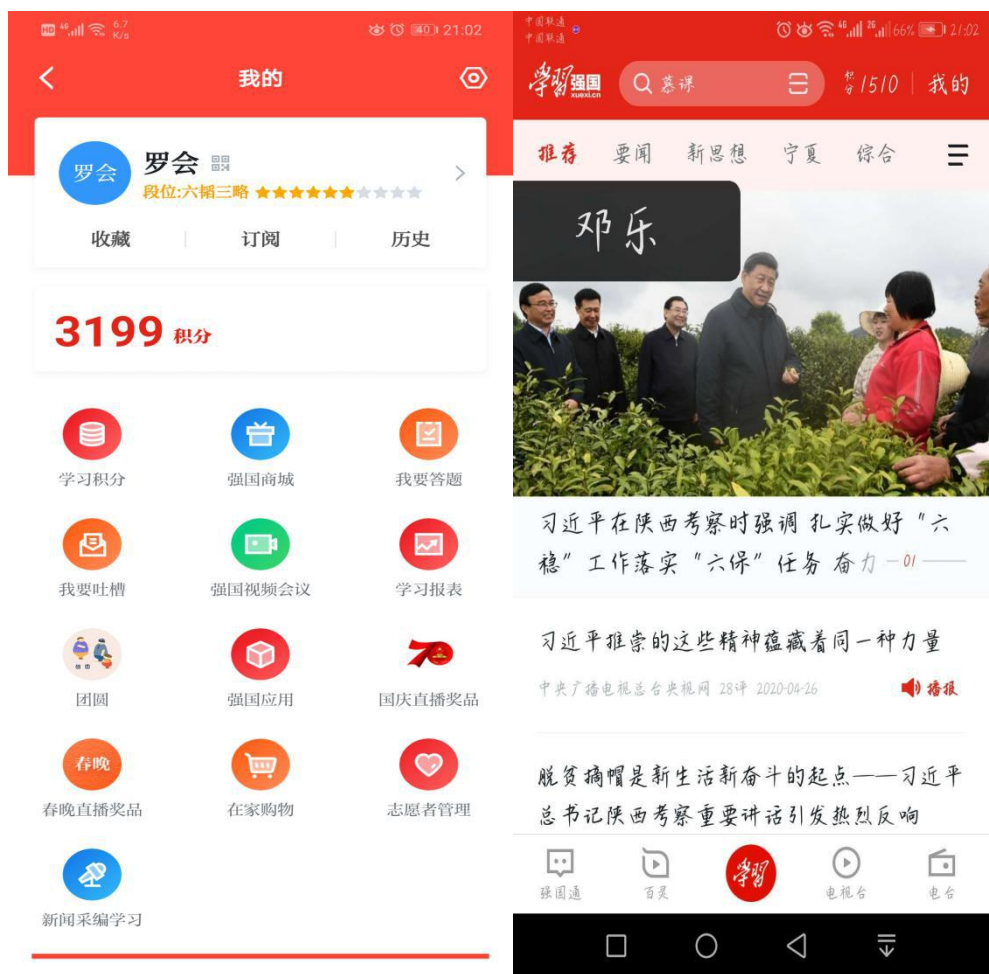 HD 46 6.7 K/s 40 21:02
我的
罗会
罗会
段位:六韬三略
收藏
订阅
历史
3199 积分
学习积分
强国商城
我要答题
我要吐槽
强国视频会议
学习报表
团圆
强国应用
70
国庆直播奖品
春晚
春晚直播奖品
在家购物
志愿者管理
新闻采编学习
中国联通
中国联通
46 26 66% 21:02
学习强国
xuexi.cn
慕课
积分 1510
我的
推荐 要闻 新思想 宁夏 综合
邓乐
习近平在陕西考察时强调 扎实做好“六
稳”工作落实“六保”任务 奋力
01
习近平推崇的这些精神蕴藏着同一种力量
中央广播电视总台央视网 28评 2020-04-26 播报
脱贫摘帽是新生活新奋斗的起点——习近平
总书记陕西考察重要讲话引发热烈反响
强国通
百灵
學習
电视台
电台